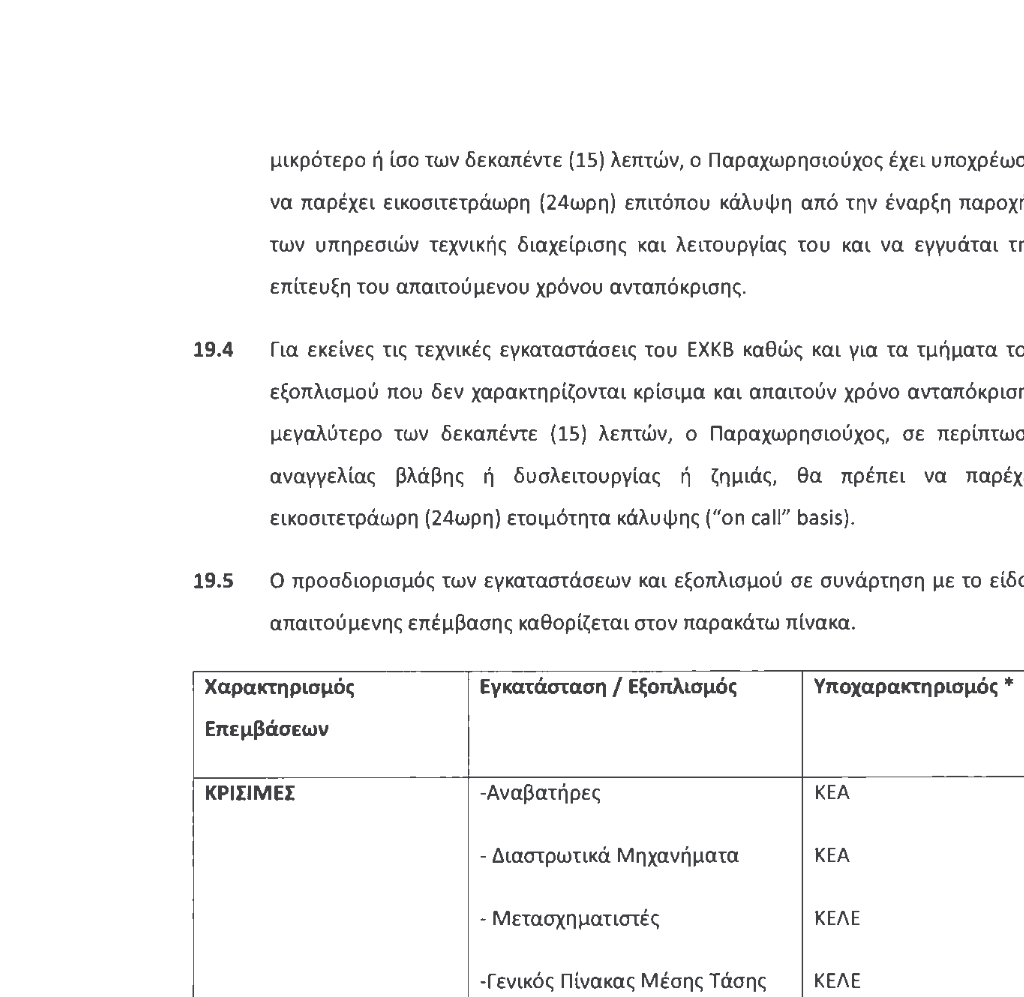 μικρότερο ή ίσο των δεκαπέντε (15) λεπτών, ο Παραχωρησιούχος έχει υποχρέωσ
να παρέχει εικοσιτετράωρη (24ωρη) επιτόπου κάλυψη από την έναρξη παροχή
των υπηρεσιών τεχνικής διαχείρισης και λειτουργίας του και να εγγυάται τη
επίτευξη του απαιτούμενου χρόνου ανταπόκρισης.
19.4 Για εκείνες τις τεχνικές εγκαταστάσεις του ΕΧΚΒ καθώς και για τα τμήματα το
εξοπλισμού που δεν χαρακτηρίζονται κρίσιμα και απαιτούν χρόνο ανταπόκριση
μεγαλύτερο των δεκαπέντε (15) λεπτών, ο Παραχωρησιούχος, σε περίπτωσ
αναγγελίας βλάβης ή δυσλειτουργίας ή ζημιάς, θα πρέπει να παρέχ
εικοσιτετράωρη (24ωρη) ετοιμότητα κάλυψης (“on call” basis).
19.5 Ο προσδιορισμός των εγκαταστάσεων και εξοπλισμού σε συνάρτηση με το είδο
απαιτούμενης επέμβασης καθορίζεται στον παρακάτω πίνακα.
Χαρακτηρισμός Εγκατάσταση / Εξοπλισμός Υποχαρακτηρισμός *
Επεμβάσεων
ΚΡΙΣΙΜΕΣ -Αναβατήρες ΚΕΑ
- Διαστρωτικά Μηχανήματα ΚΕΑ
- Μετασχηματιστές ΚΕΛΕ
-Γενικός Πίνακας Μέσης Τάσης ΚΕΛΕ